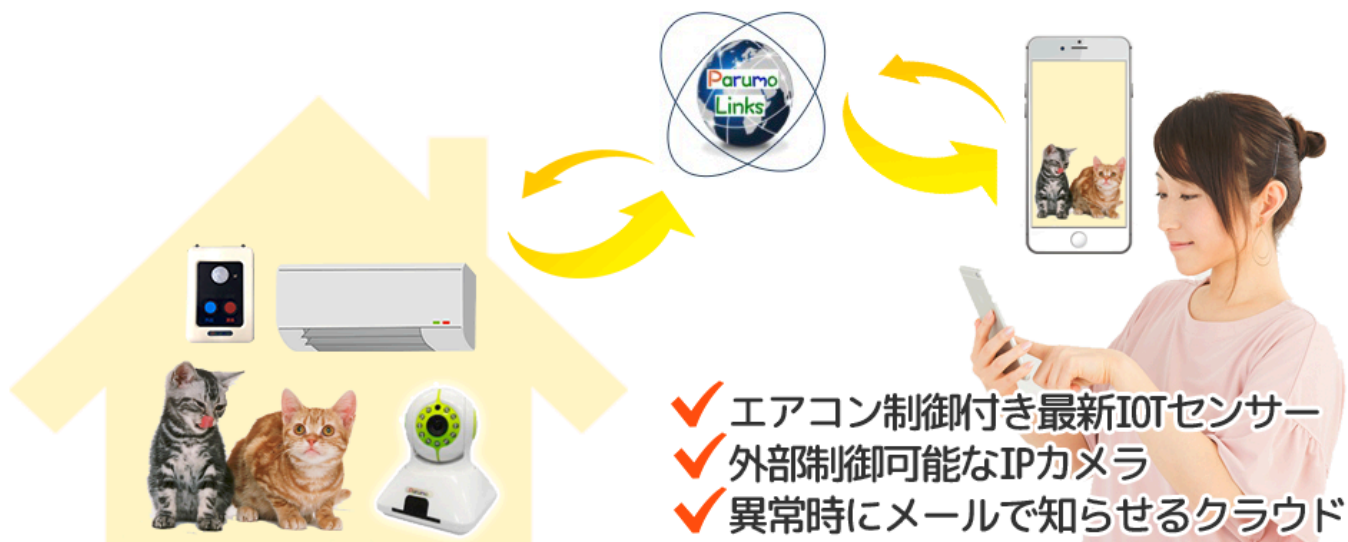 Parumo
Links
エアコン制御付き最新IOTセンサー
外部制御可能なIPカメラ
異常時にメールで知らせるクラウド